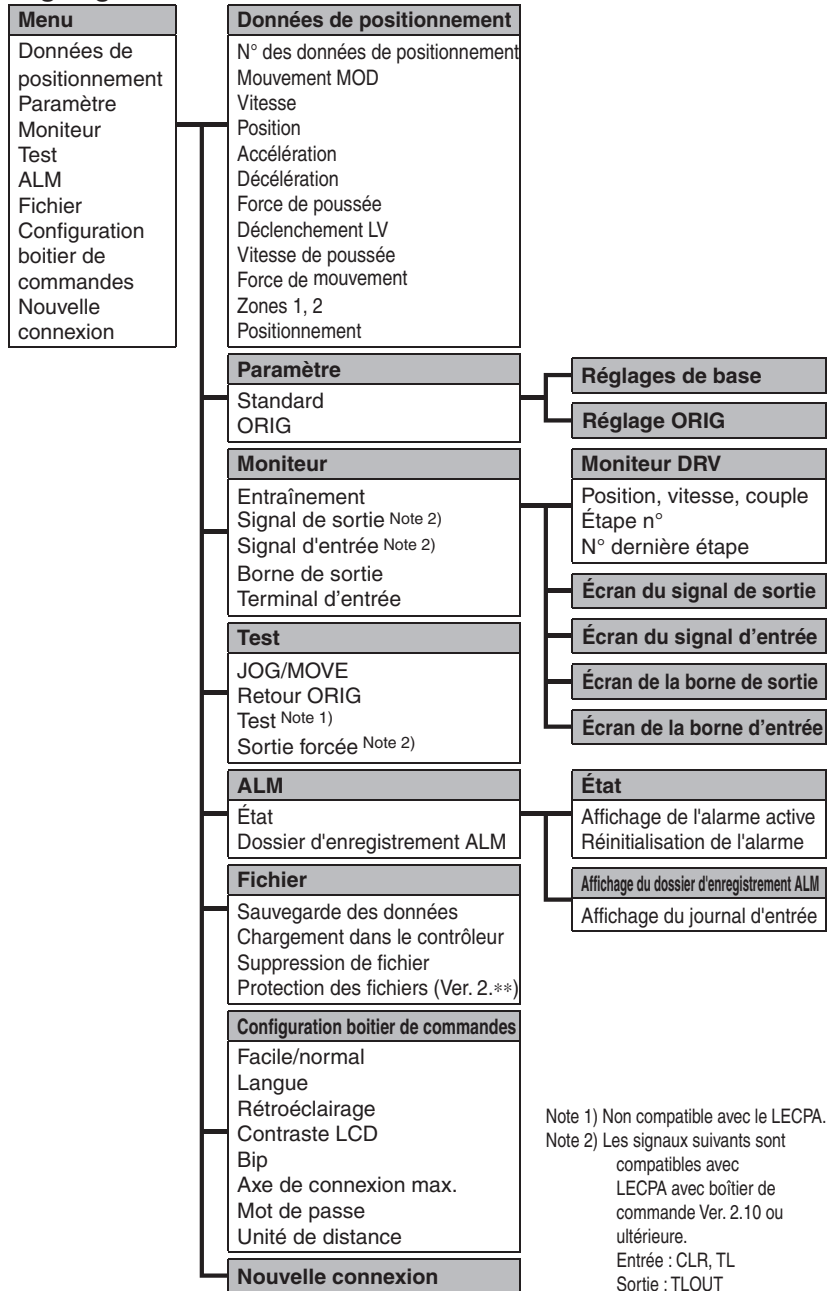 Menu
Données de
positionnement
Paramètre
Moniteur
Test
ALM
Fichier
Configuration
boitier de
commandes
Nouvelle
connexion
Données de positionnement
N° des données de positionnement
Mouvement MOD
Vitesse
Position
Accélération
Décélération
Force de poussée
Déclenchement LV
Vitesse de poussée
Force de mouvement
Zones 1, 2
Positionnement
Paramètre
Standard
ORIG
Réglages de base
Réglage ORIG
Moniteur
Entraînement
Signal de sortie Note 2)
Signal d'entrée Note 2)
Borne de sortie
Terminal d’entrée
Moniteur DRV
Position, vitesse, couple
Étape n°
N° dernière étape
Écran du signal de sortie
Écran du signal d’entrée
Écran de la borne de sortie
Écran de la borne d’entrée
Test
JOG/MOVE
Retour ORIG
Test Note 1)
Sortie forcée Note 2)
ALM
État
Dossier d'enregistrement ALM
État
Affichage de l'alarme active
Réinitialisation de l'alarme
Affichage du dossier d'enregistrement ALM
Affichage du journal d'entrée
Fichier
Sauvegarde des données
Chargement dans le contrôleur
Suppression de fichier
Protection des fichiers (Ver. 2.**)
Configuration boitier de commandes
Facile/normal
Langue
Rétroéclairage
Contraste LCD
Bip
Axe de connexion max.
Mot de passe
Unité de distance
Nouvelle connexion
Note 1) Non compatible avec le LECPA.
Note 2) Les signaux suivants sont
compatibles avec
LECPA avec boîtier de
commande Ver. 2.10 ou
ultérieure.
Entrée : CLR, TL
Sortie : TLOUT